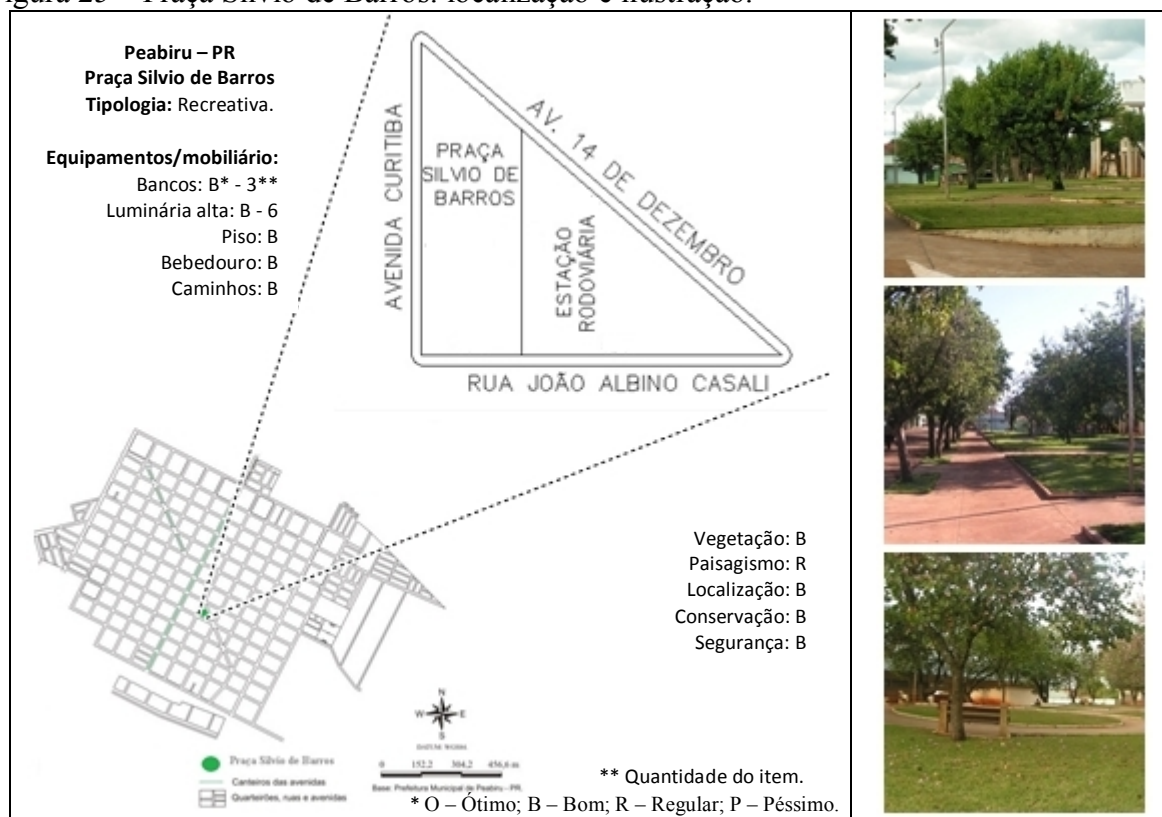 igura 23 – Praça Silvio de Barros: localização e ilustração.
Peabiru – PR
Praça Silvio de Barros
Tipologia: Recreativa.
Equipamentos/mobiliário:
Bancos: B* - 3**
Luminária alta: B - 6
Piso: B
Bebedouro: B
Caminhos: B
AVENIDA CURITIBA
PRAÇA
SILVIO DE
BARROS
AV. 14 DE DEZEMBRO
ESTAÇÃO
RODOVIÁRIA
RUA JOÃO ALBINO CASALI
Vegetação: B
Paisagismo: R
Localização: B
Conservação: B
Segurança: B
N
W E
S
Praça Silvio de Barros
Canteiros das avenidas
Quarteirões, ruas e avenidas
0 152,2 304,2 456,6 m
Base: Prefeitura Municipal de Peabiru - PR.
** Quantidade do item.
* O – Ótimo; B – Bom; R – Regular; P – Péssimo.